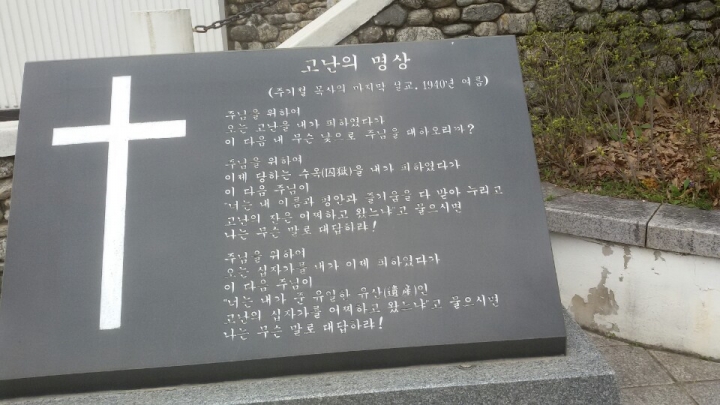 고난의 명상
(주기철 목사의 마지막 설교, 1940년 여름)
주님을 위하여
오는 고난을 내가 피하였다가
이 다음 내 무슨 낯으로 주님을 대하오리까?
주님을 위하여
이제 당하는 수옥(囚獄)을 내가 피하였다가
이 다음 주님이
"너는 내 이름과 평안과 즐거움을 다 받아 누리고
고난의 잔은 어찌하고 왔느냐"고 물으시면
나는 무슨 말로 대답하랴!
주님을 위하여
오는 십자가를 내가 이제 피하였다가
이 다음 주님이
"너는 내가 준 유일한 유산(遺産)인
고난의 십자가를 어찌하고 왔느냐"고 물으시면
나는 무슨 말로 대답하랴!